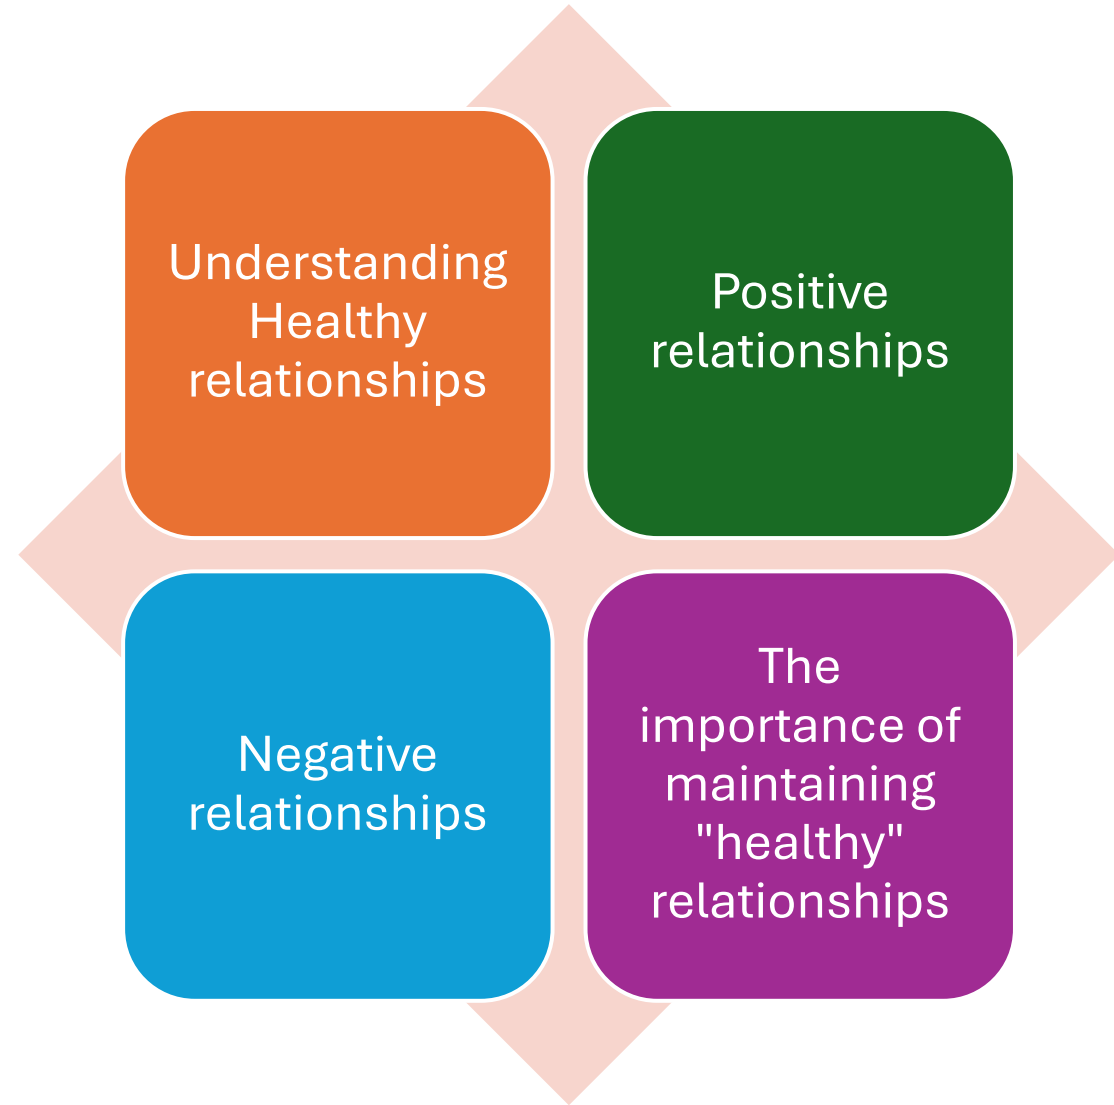 Understanding
Healthy
relationships
Positive
relationships
Negative
relationships
The
importance of
maintaining
"healthy"
relationships